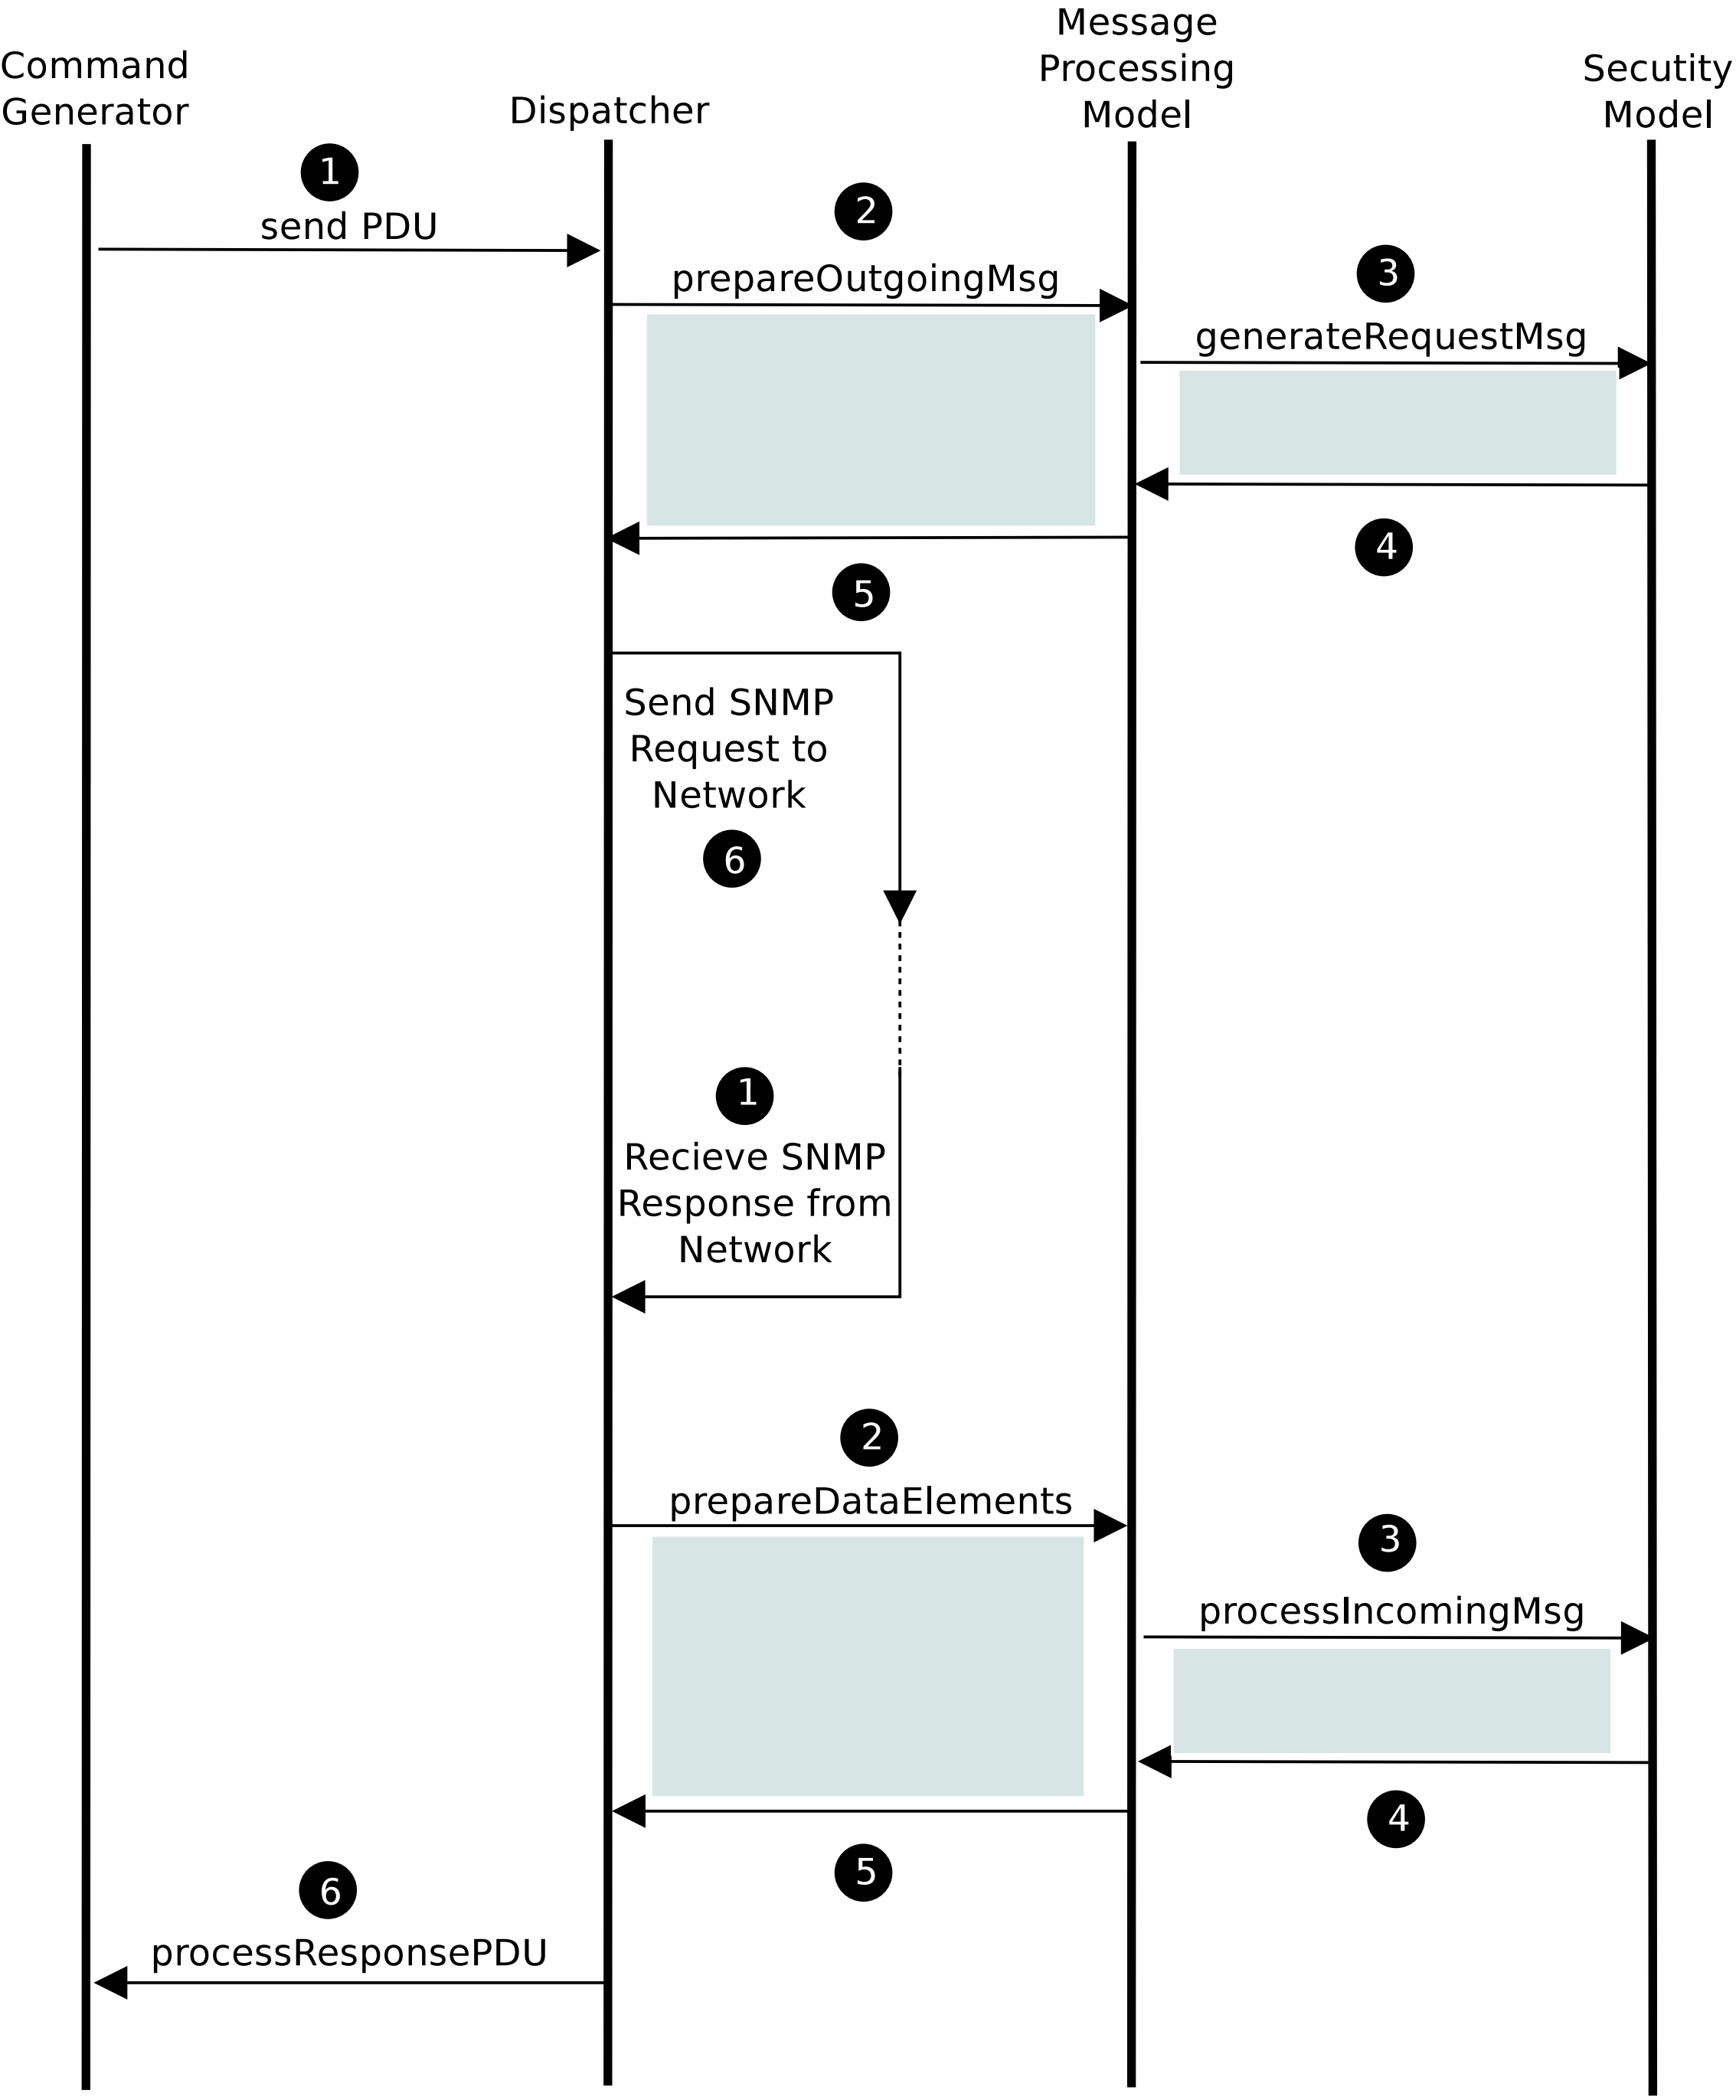 Command
Generator
Dispatcher
Message
Processing
Model
Secutity
Model
1
send PDU
2
prepareOutgoingMsg
3
generateRequestMsg
4
5
Send SNMP
Request to
Network
6
1
Recieve SNMP
Response from
Network
2
prepareDataElements
3
processIncomingMsg
4
5
6
processResponsePDU